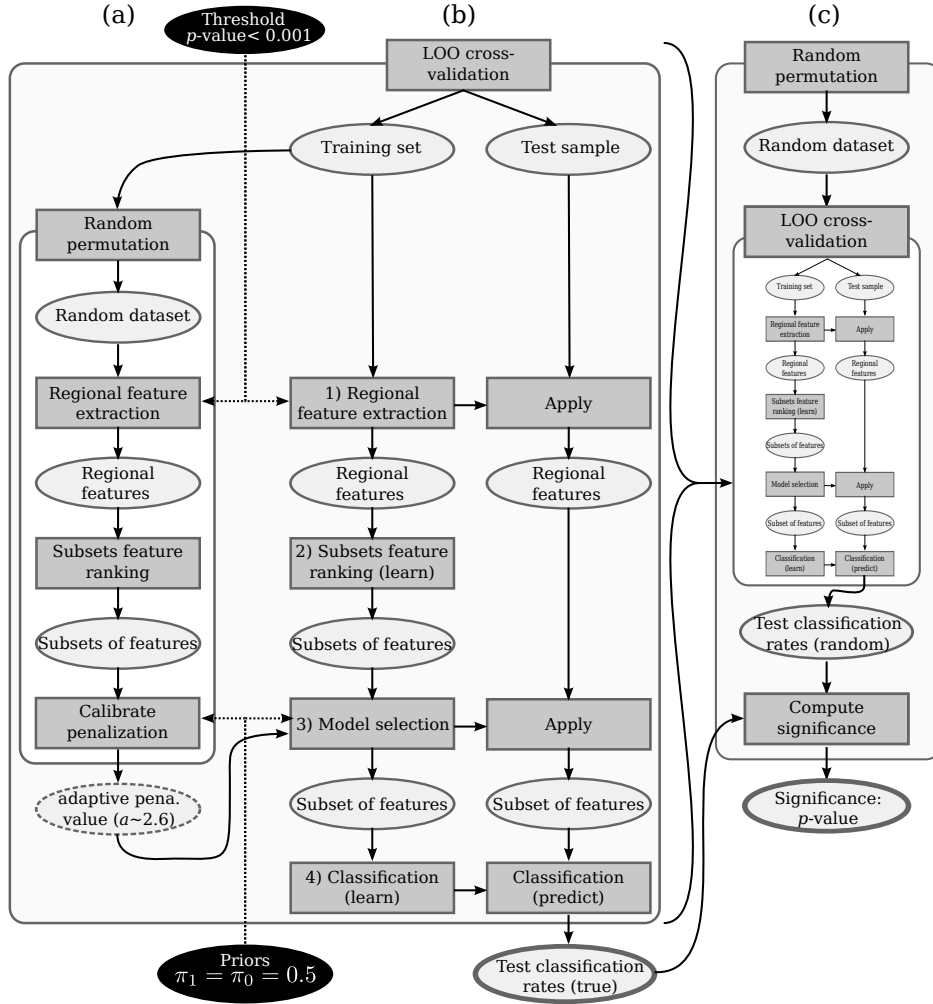 (a)
(b)
(c)
Threshold
p-value< 0.001
LOO cross-
validation
Training set
Test sample
Random
permutation
Random dataset
Regional feature
extraction
Regional
features
Subsets feature
ranking
Subsets of features
Calibrate
penalization
adaptive pena.
value (a~2.6)
1) Regional
feature extraction
Apply
Regional
features
Regional
features
2) Subsets feature
ranking (learn)
Subsets of features
3) Model selection
Apply
Subset of features
Subset of features
4) Classification
(learn)
Classification
(predict)
Priors
π₁ = π₀ = 0.5
Test classification
rates (true)
Random
permutation
Random dataset
LOO cross-
validation
Training set
Test sample
Regional feature
extraction
Apply
Regional
features
Regional
features
Subsets feature
ranking (learn)
Subsets of features
Model selection
Apply
Subset of features
Subset of features
Classification
(learn)
Classification
(predict)
Test classification
rates (random)
Compute
significance
Significance:
p-value